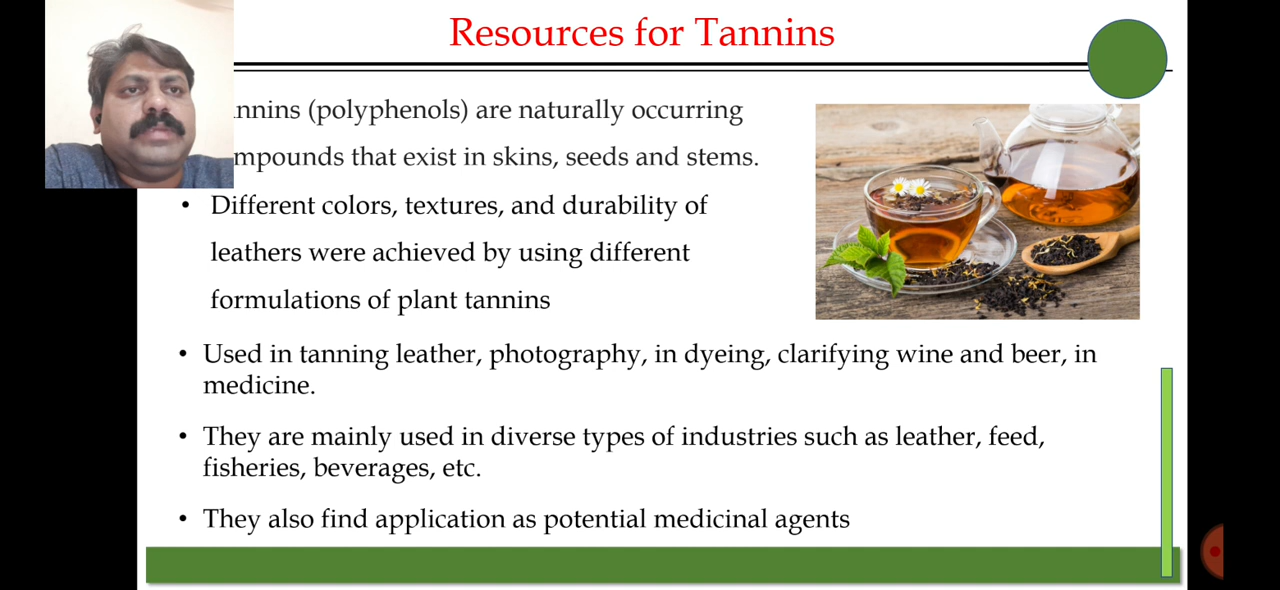 Resources for Tannins
(polyphenols) are naturally occurring
that exist in skins, seeds and stems.
• Different colors, textures, and durability of
leathers were achieved by using different
formulations of plant tannins
• Used in tanning leather, photography, in dyeing, clarifying wine and beer, in
medicine.
• They are mainly used in diverse types of industries such as leather, feed,
fisheries, beverages, etc.
• They also find application as potential medicinal agents